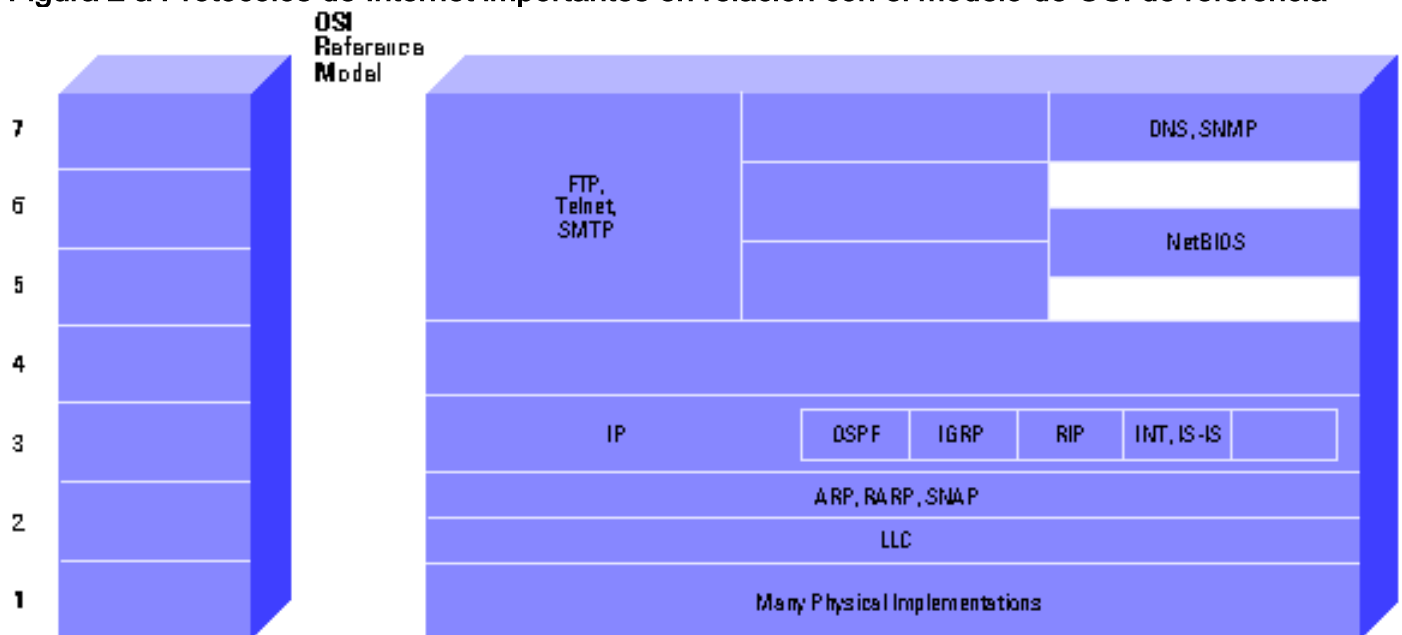 OSI
Reference
Model
7
6
5
4
3
2
1
FTP,
Telnet,
SMTP
DNS, SNMP
NetBIOS
IP
OSPF
IGRP
RIP
INT, IS-IS
ARP, RARP, SNAP
LLC
Many Physical Implementations